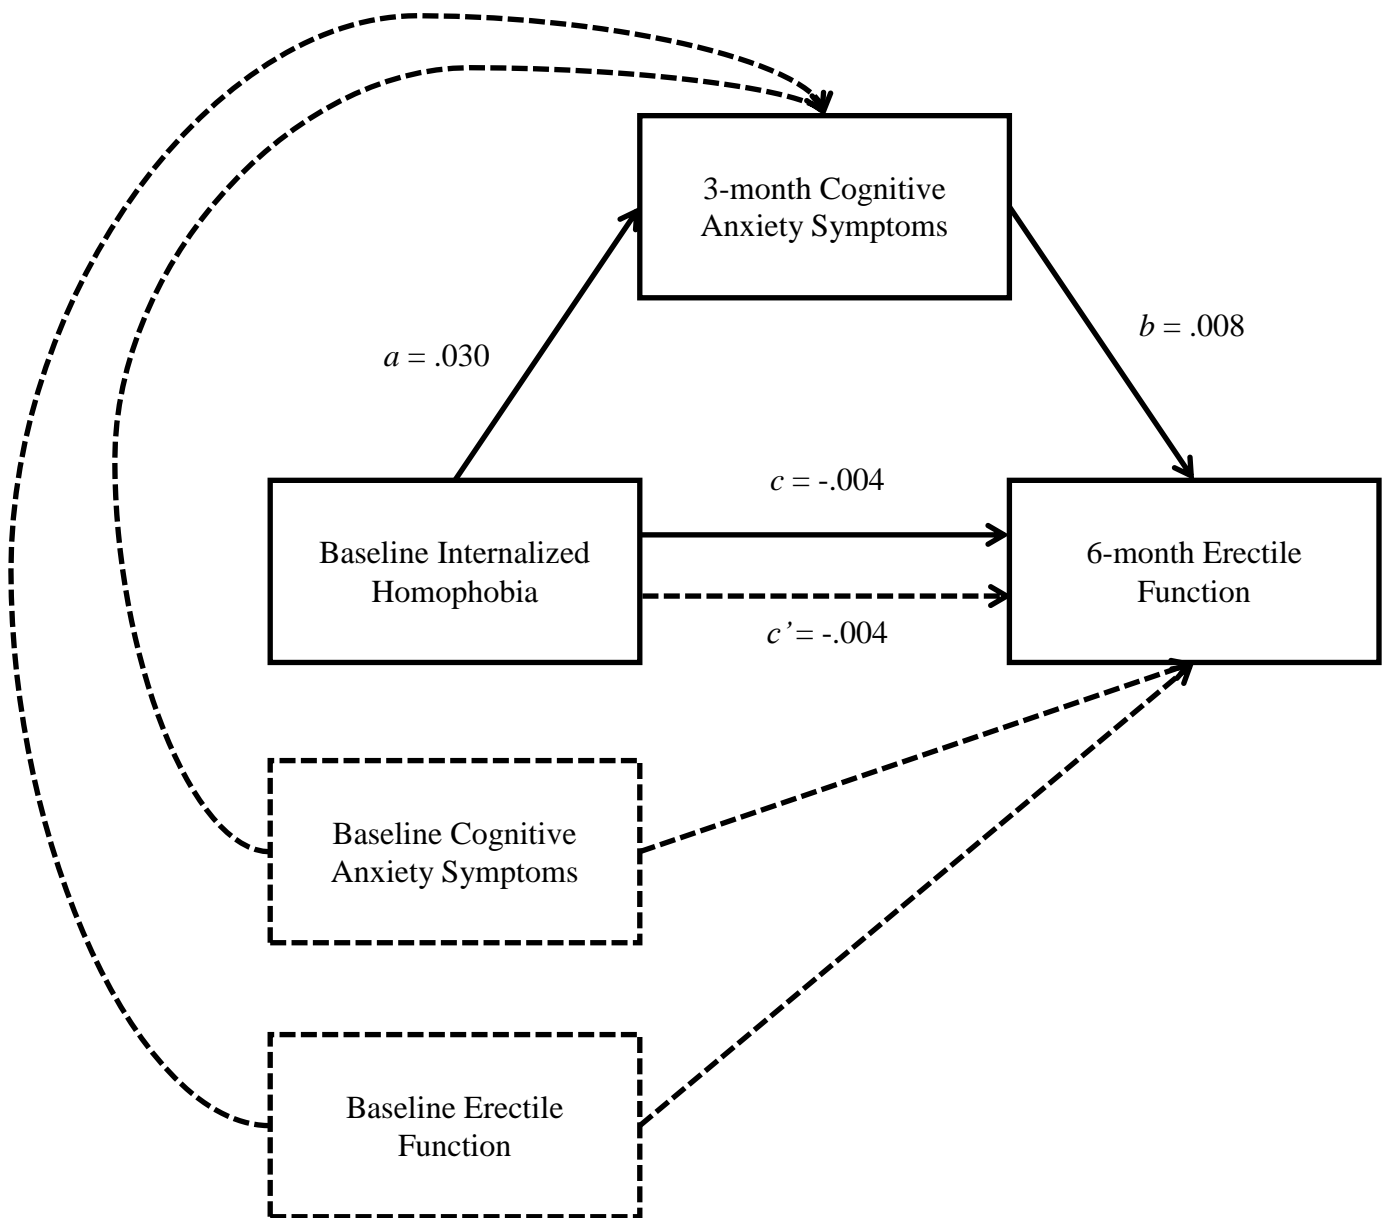 3-month Cognitive
Anxiety Symptoms
a = .030
b = .008
c = -.004
Baseline Internalized
Homophobia
6-month Erectile
Function
c’= -.004
Baseline Cognitive
Anxiety Symptoms
Baseline Erectile
Function